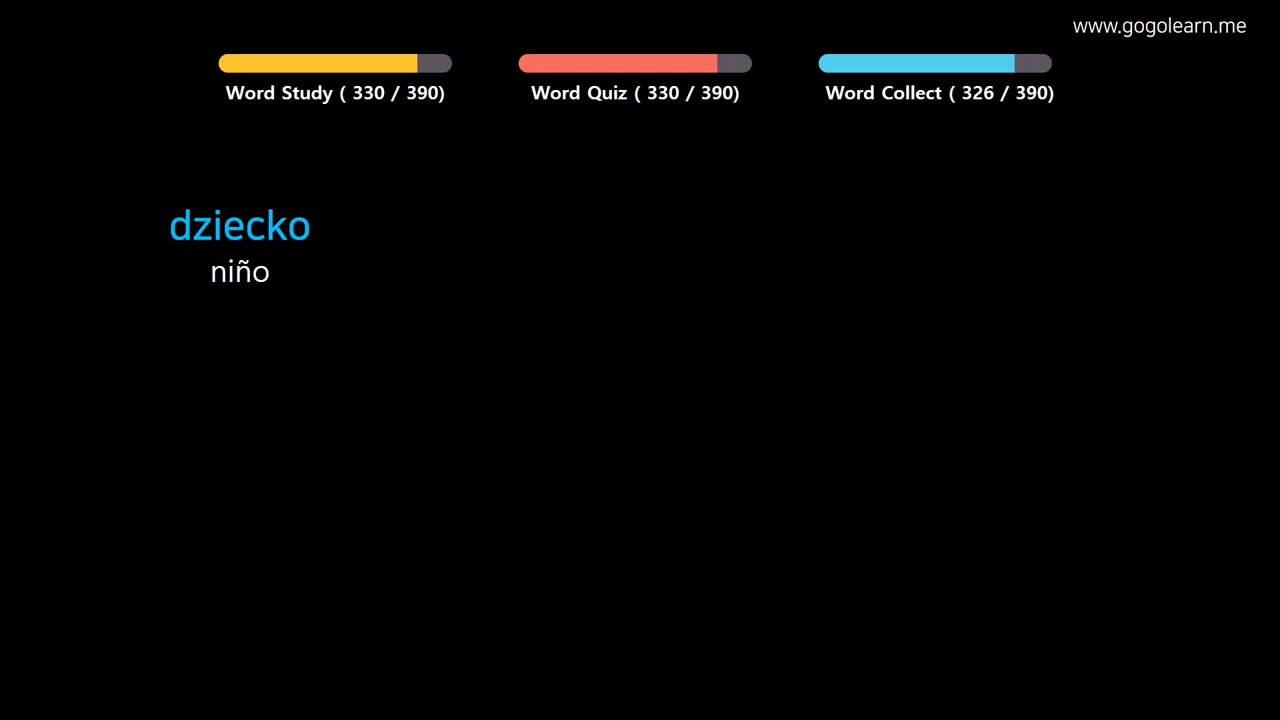 www.gogolearn.me
Word Study ( 330 / 390)
Word Quiz ( 330 / 390)
Word Collect ( 326 / 390)
dziecko
niño